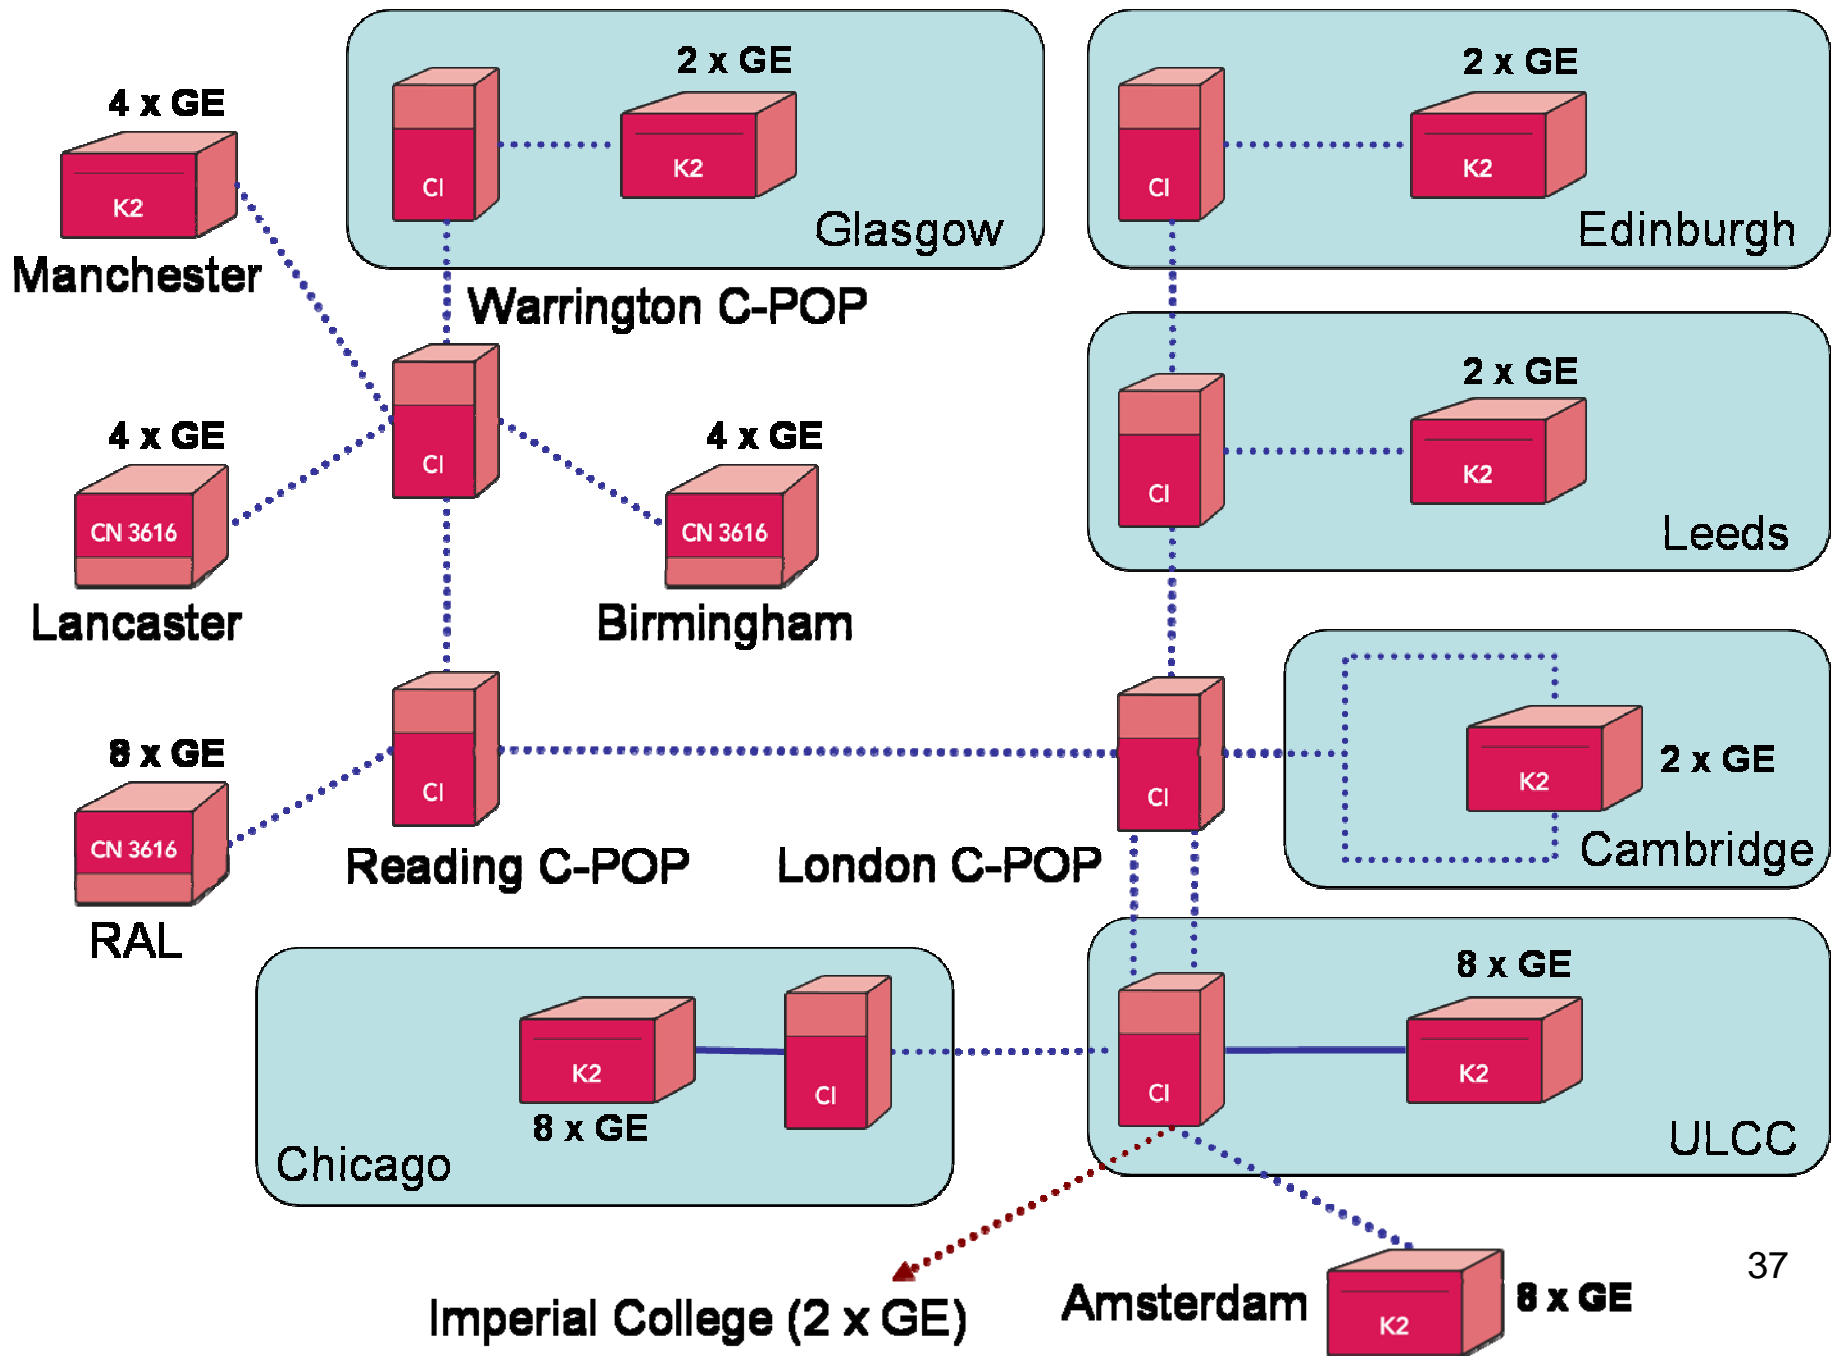 2 x GE
2 x GE
4 x GE
K2
CI
K2
CI
K2
Glasgow
Edinburgh
Manchester
Warrington C-POP
2 x GE
4 x GE
4 x GE
CI
CI
K2
CN 3616
CN 3616
Leeds
Lancaster
Birmingham
8 x GE
2 x GE
CI
CI
K2
CN 3616
Reading C-POP
London C-POP
Cambridge
RAL
8 x GE
K2
CI
CI
K2
8 x GE
Chicago
ULCC
37
Imperial College (2 x GE)
Amsterdam
K2
8 x GE